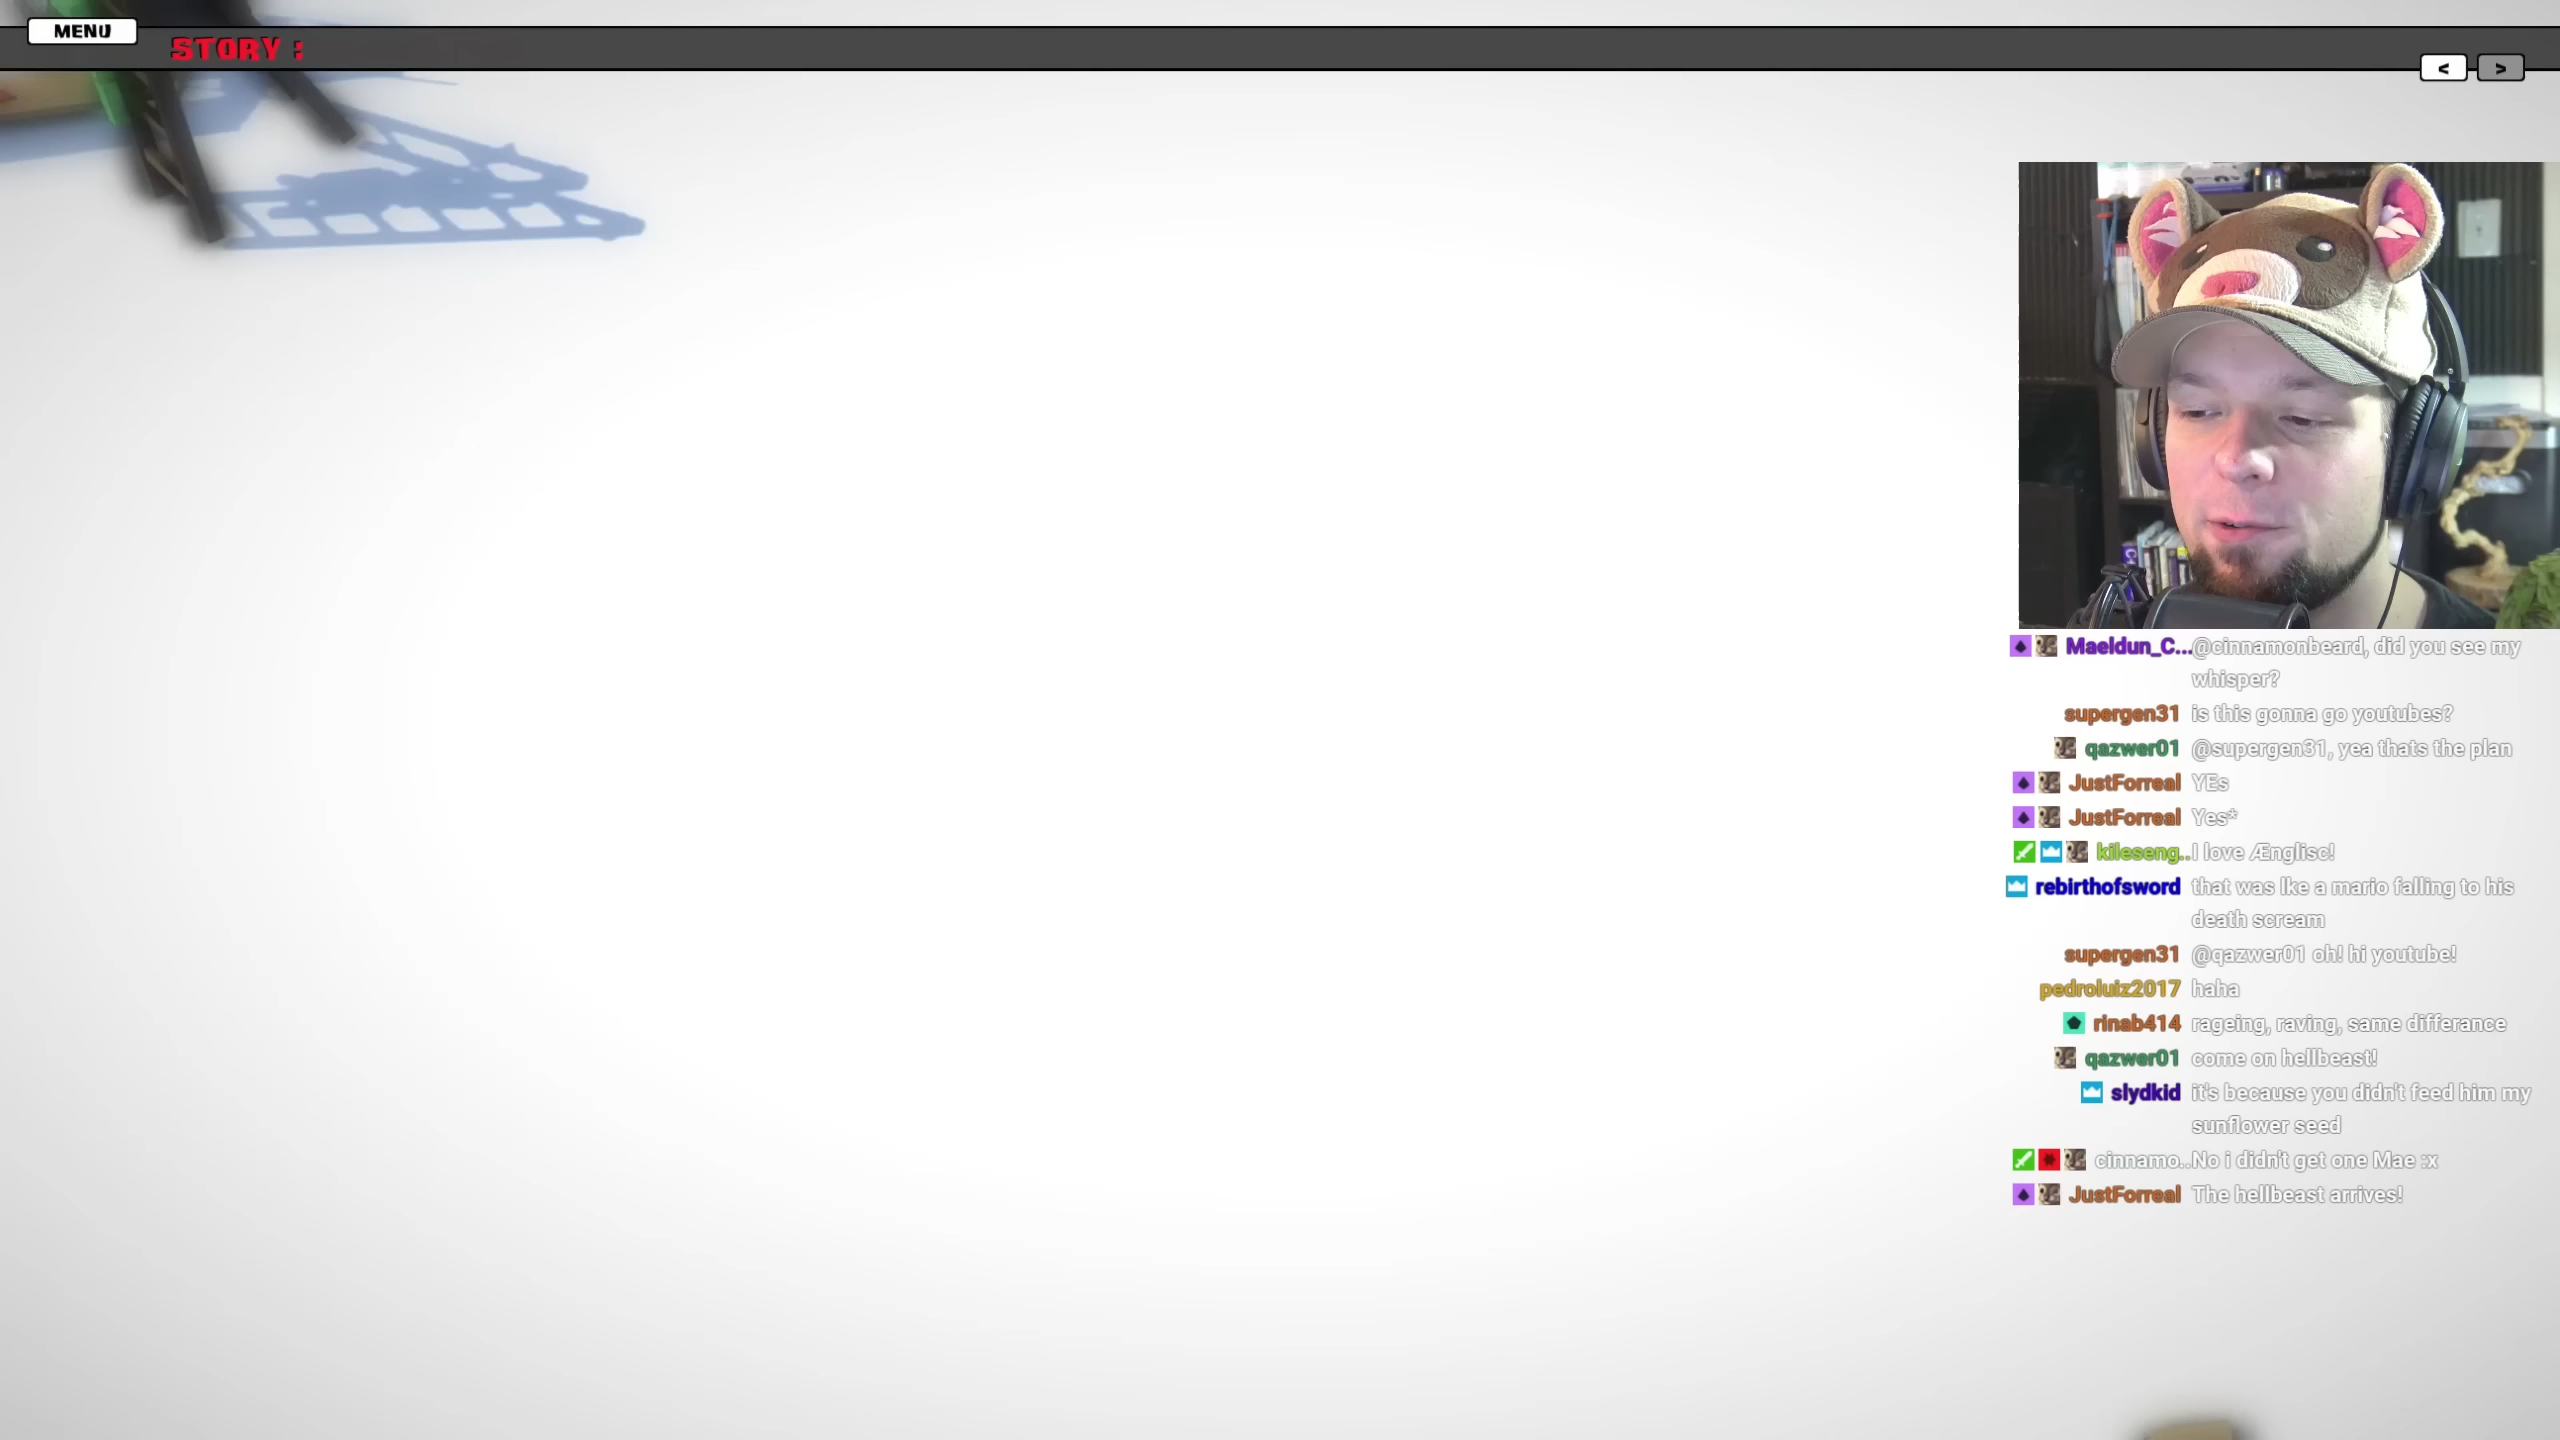 MENU
STORY :
<
>
Maeldun_C... @cinnamonbeard, did you see my
whisper?
supergen31 is this gonna go youtubes?
qazwer01 @supergen31, yea thats the plan
JustForreal YEs
JustForreal Yes*
kileseng.. I love Ænglisc!
rebirthofsword that was lke a mario falling to his
death scream
supergen31 @qazwer01 oh! hi youtube!
pedroluiz2017 haha
rinab414 rageing, raving, same differance
qazwer01 come on hellbeast!
slydkid it's because you didn't feed him my
sunflower seed
cinnamo.. No i didn't get one Mae :x
JustForreal The hellbeast arrives!